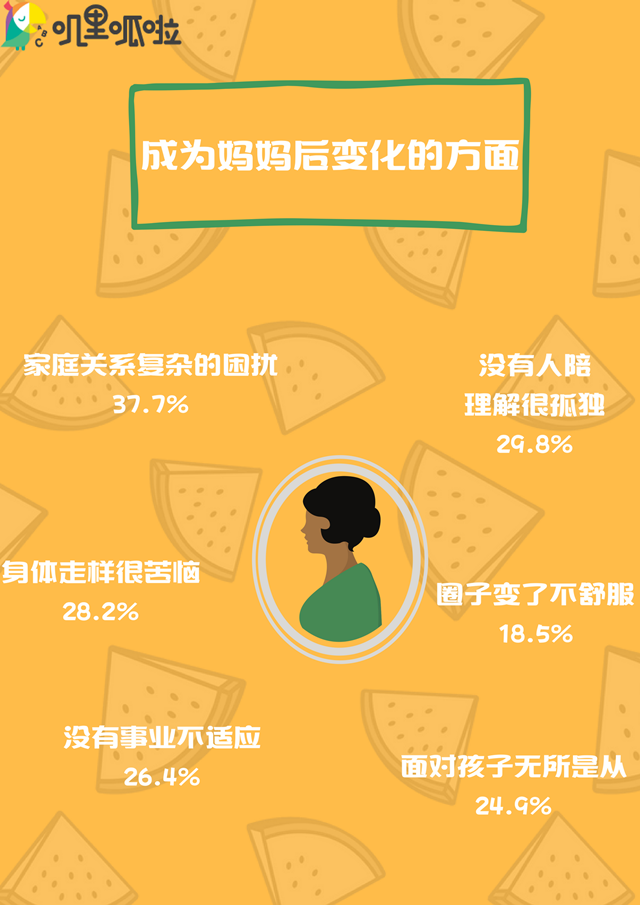 ABC
叽里呱啦
成为妈妈后变化的方面
家庭关系复杂的困扰
37.7%
没有人陪
理解很孤独
29.8%
身体走样很苦恼
28.2%
圈子变了不舒服
18.5%
没有事业不适应
26.4%
面对孩子无所是从
24.9%